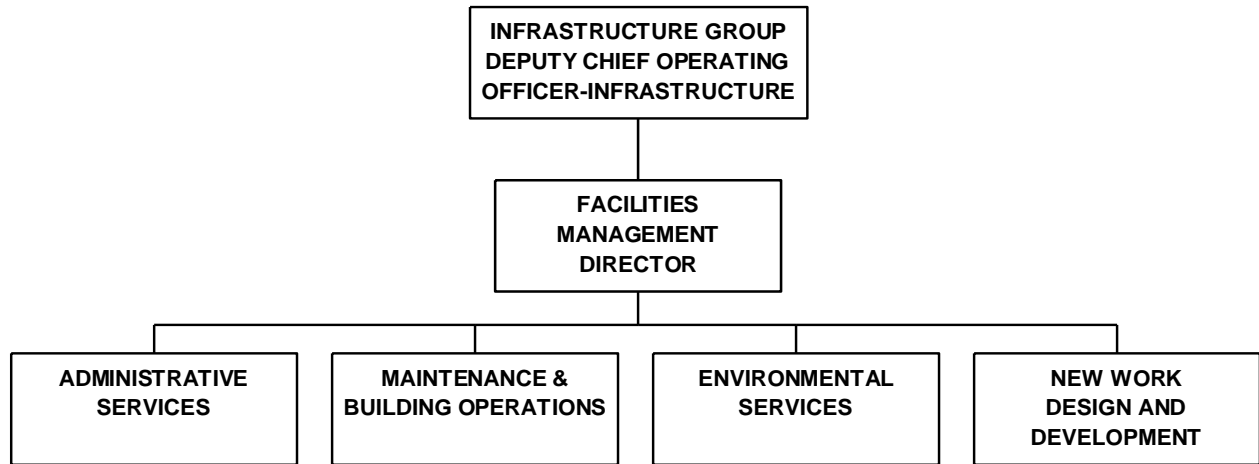 INFRASTRUCTURE GROUP
DEPUTY CHIEF OPERATING
OFFICER-INFRASTRUCTURE
FACILITIES
MANAGEMENT
DIRECTOR
ADMINISTRATIVE
SERVICES
MAINTENANCE &
BUILDING OPERATIONS
ENVIRONMENTAL
SERVICES
NEW WORK
DESIGN AND
DEVELOPMENT